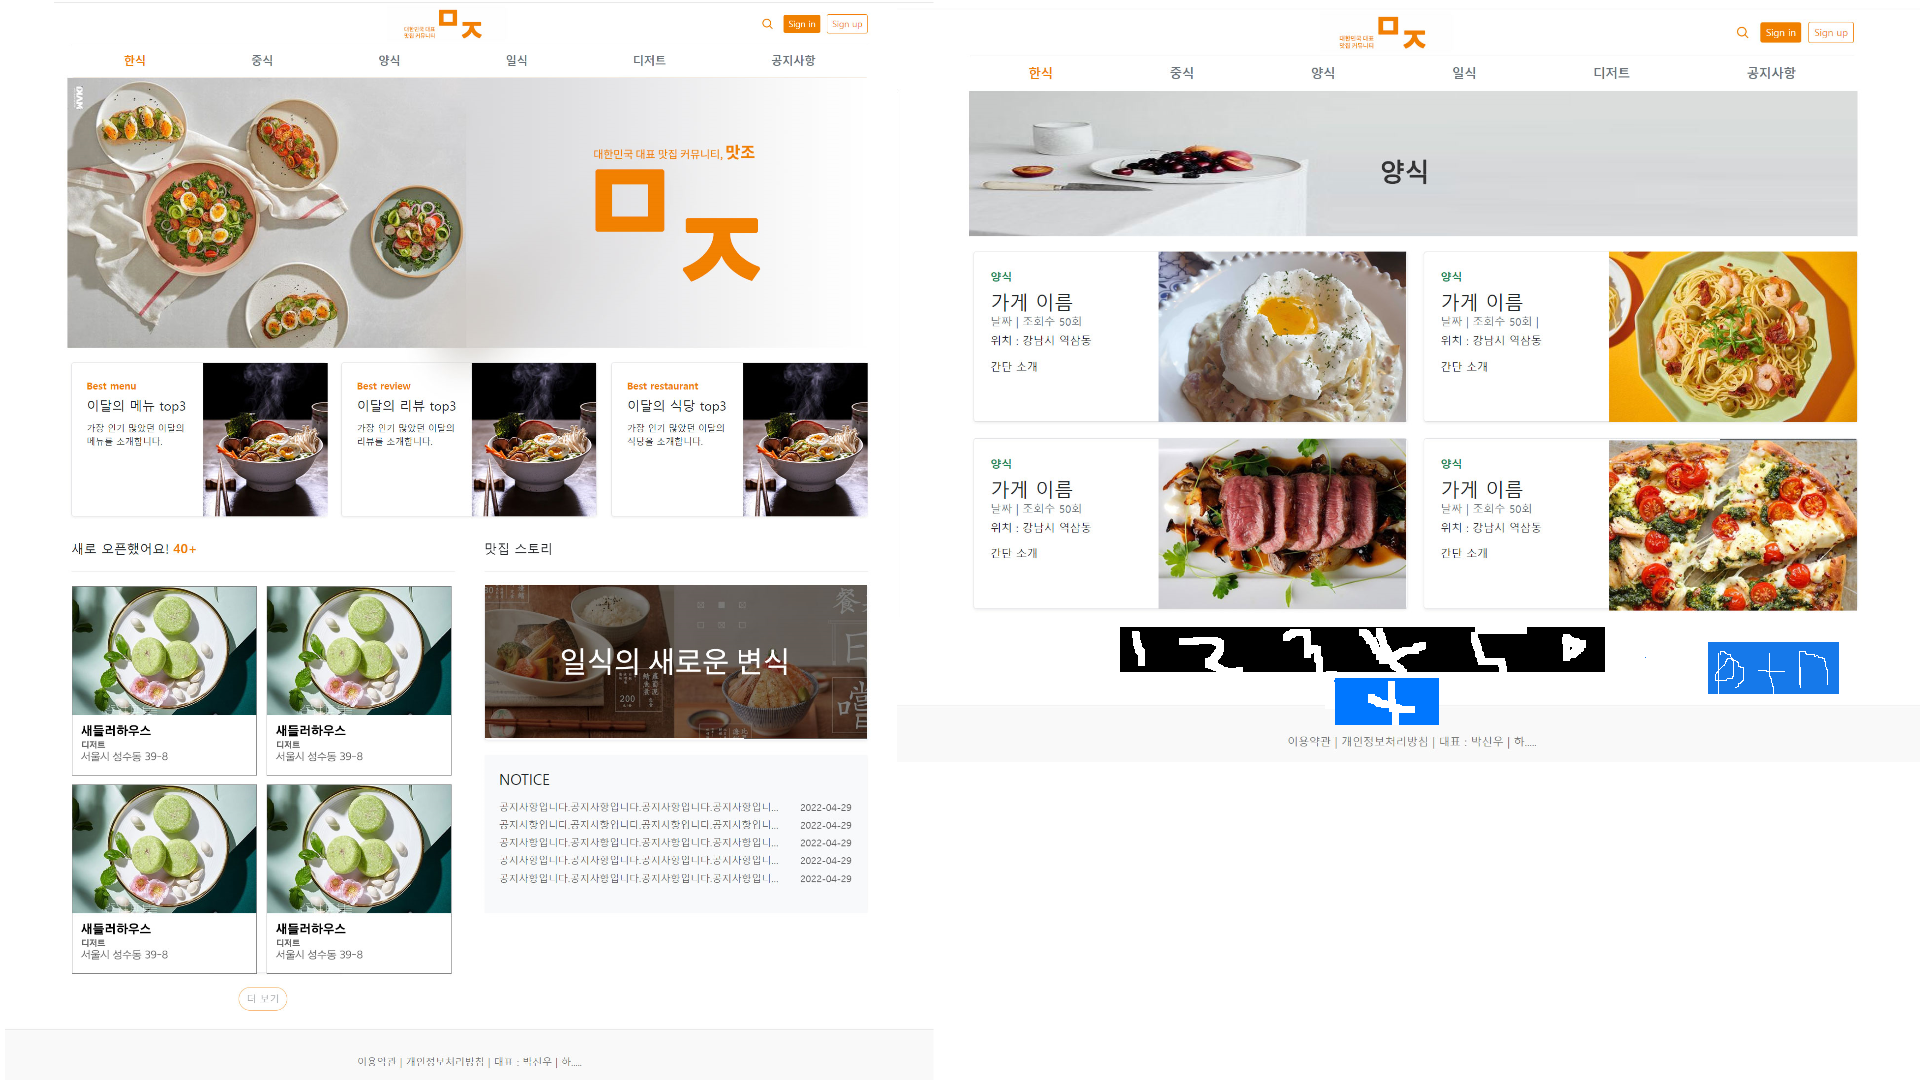 대한민국 대표
맛집 커뮤니티
ㅁㅈ
Sign in
Sign up
한식 중식 양식 일식 디저트 공지사항
대한민국 대표 맛집 커뮤니티, 맛조
ㅁㅈ
Best menu
이달의 메뉴 top3
가장 인기 많았던 이달의
메뉴를 소개합니다.
Best review
이달의 리뷰 top3
가장 인기 많았던 이달의
리뷰를 소개합니다.
Best restaurant
이달의 식당 top3
가장 인기 많았던 이달의
식당을 소개합니다.
새로 오픈했어요! 40+
새들러하우스
디저트
서울시 성수동 39-8
새들러하우스
디저트
서울시 성수동 39-8
새들러하우스
디저트
서울시 성수동 39-8
새들러하우스
디저트
서울시 성수동 39-8
더 보기
맛집 스토리
일식의 새로운 변식
NOTICE
공지사항입니다.공지사항입니다.공지사항입니다.공지사항입니... 2022-04-29
공지사항입니다.공지사항입니다.공지사항입니다.공지사항입니... 2022-04-29
공지사항입니다.공지사항입니다.공지사항입니다.공지사항입니... 2022-04-29
공지사항입니다.공지사항입니다.공지사항입니다.공지사항입니... 2022-04-29
공지사항입니다.공지사항입니다.공지사항입니다.공지사항입니... 2022-04-29
이용약관 | 개인정보처리방침 | 대표 : 박신우 | 하.....
대한민국 대표
맛집 커뮤니티
ㅁㅈ
Sign in
Sign up
한식 중식 양식 일식 디저트 공지사항
양식
양식
가게 이름
날짜 | 조회수 50회
위치 : 강남시 역삼동
간단 소개
양식
가게 이름
날짜 | 조회수 50회 |
위치 : 강남시 역삼동
간단 소개
양식
가게 이름
날짜 | 조회수 50회
위치 : 강남시 역삼동
간단 소개
양식
가게 이름
날짜 | 조회수 50회
위치 : 강남시 역삼동
간단 소개
이용약관 | 개인정보처리방침 | 대표 : 박신우 | 하.....